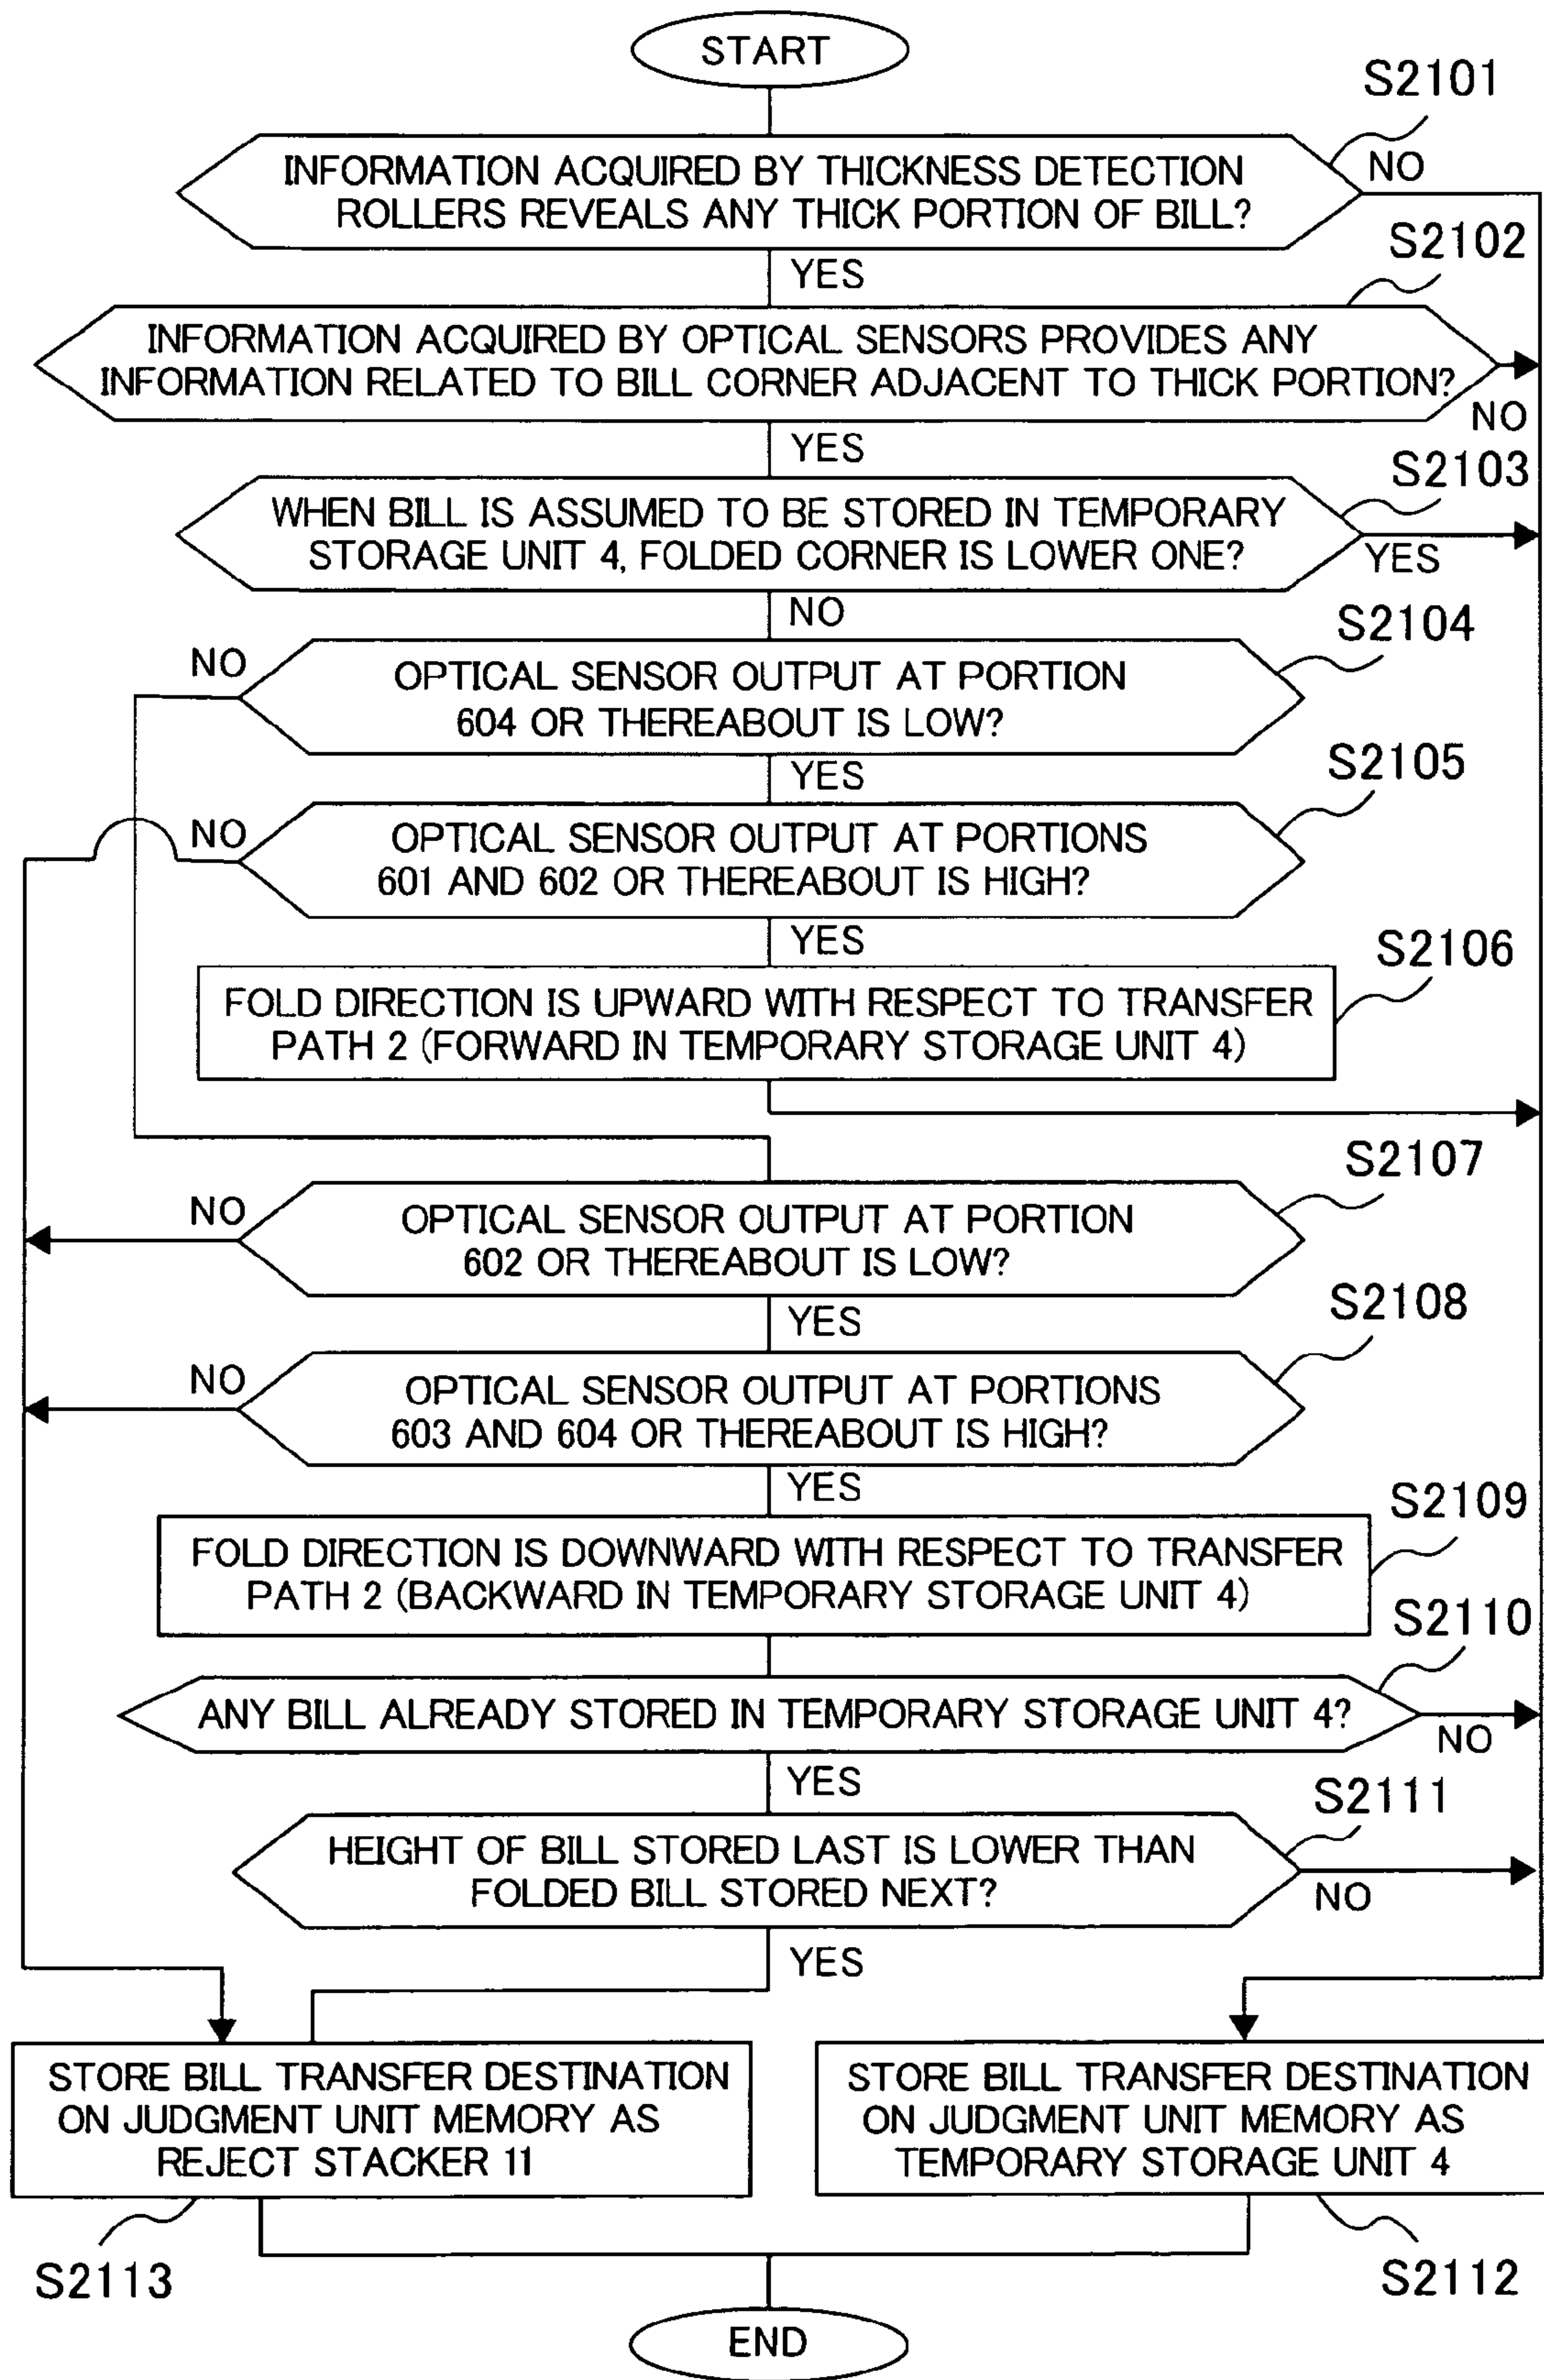 START
S2101
INFORMATION ACQUIRED BY THICKNESS DETECTION
ROLLERS REVEALS ANY THICK PORTION OF BILL?
NO
YES
S2102
INFORMATION ACQUIRED BY OPTICAL SENSORS PROVIDES ANY
INFORMATION RELATED TO BILL CORNER ADJACENT TO THICK PORTION?
NO
YES
S2103
WHEN BILL IS ASSUMED TO BE STORED IN TEMPORARY
STORAGE UNIT 4, FOLDED CORNER IS LOWER ONE?
YES
NO
S2104
NO
OPTICAL SENSOR OUTPUT AT PORTION
604 OR THEREABOUT IS LOW?
YES
S2105
NO
OPTICAL SENSOR OUTPUT AT PORTIONS
601 AND 602 OR THEREABOUT IS HIGH?
YES
S2106
FOLD DIRECTION IS UPWARD WITH RESPECT TO TRANSFER
PATH 2 (FORWARD IN TEMPORARY STORAGE UNIT 4)
S2107
NO
OPTICAL SENSOR OUTPUT AT PORTION
602 OR THEREABOUT IS LOW?
YES
S2108
NO
OPTICAL SENSOR OUTPUT AT PORTIONS
603 AND 604 OR THEREABOUT IS HIGH?
YES
S2109
FOLD DIRECTION IS DOWNWARD WITH RESPECT TO TRANSFER
PATH 2 (BACKWARD IN TEMPORARY STORAGE UNIT 4)
S2110
ANY BILL ALREADY STORED IN TEMPORARY STORAGE UNIT 4?
NO
YES
S2111
HEIGHT OF BILL STORED LAST IS LOWER THAN
FOLDED BILL STORED NEXT?
NO
YES
STORE BILL TRANSFER DESTINATION
ON JUDGMENT UNIT MEMORY AS
REJECT STACKER 11
STORE BILL TRANSFER DESTINATION
ON JUDGMENT UNIT MEMORY AS
TEMPORARY STORAGE UNIT 4
S2113
S2112
END